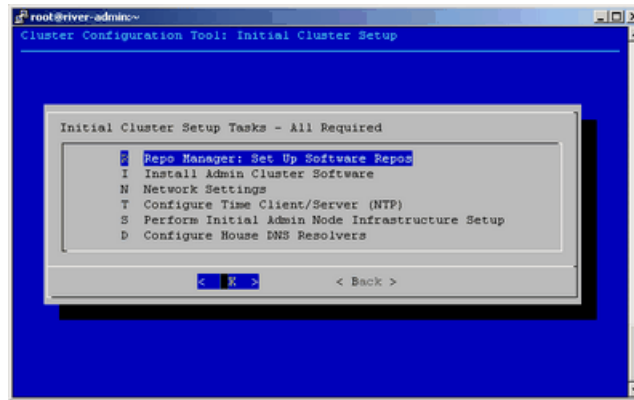 root@river-admin:~
Cluster Configuration Tool: Initial Cluster Setup
Initial Cluster Setup Tasks - All Required
R Repo Manager: Set Up Software Repos
I Install Admin Cluster Software
N Network Settings
T Configure Time Client/Server (NTP)
S Perform Initial Admin Node Infrastructure Setup
D Configure House DNS Resolvers
< OK > < Back >